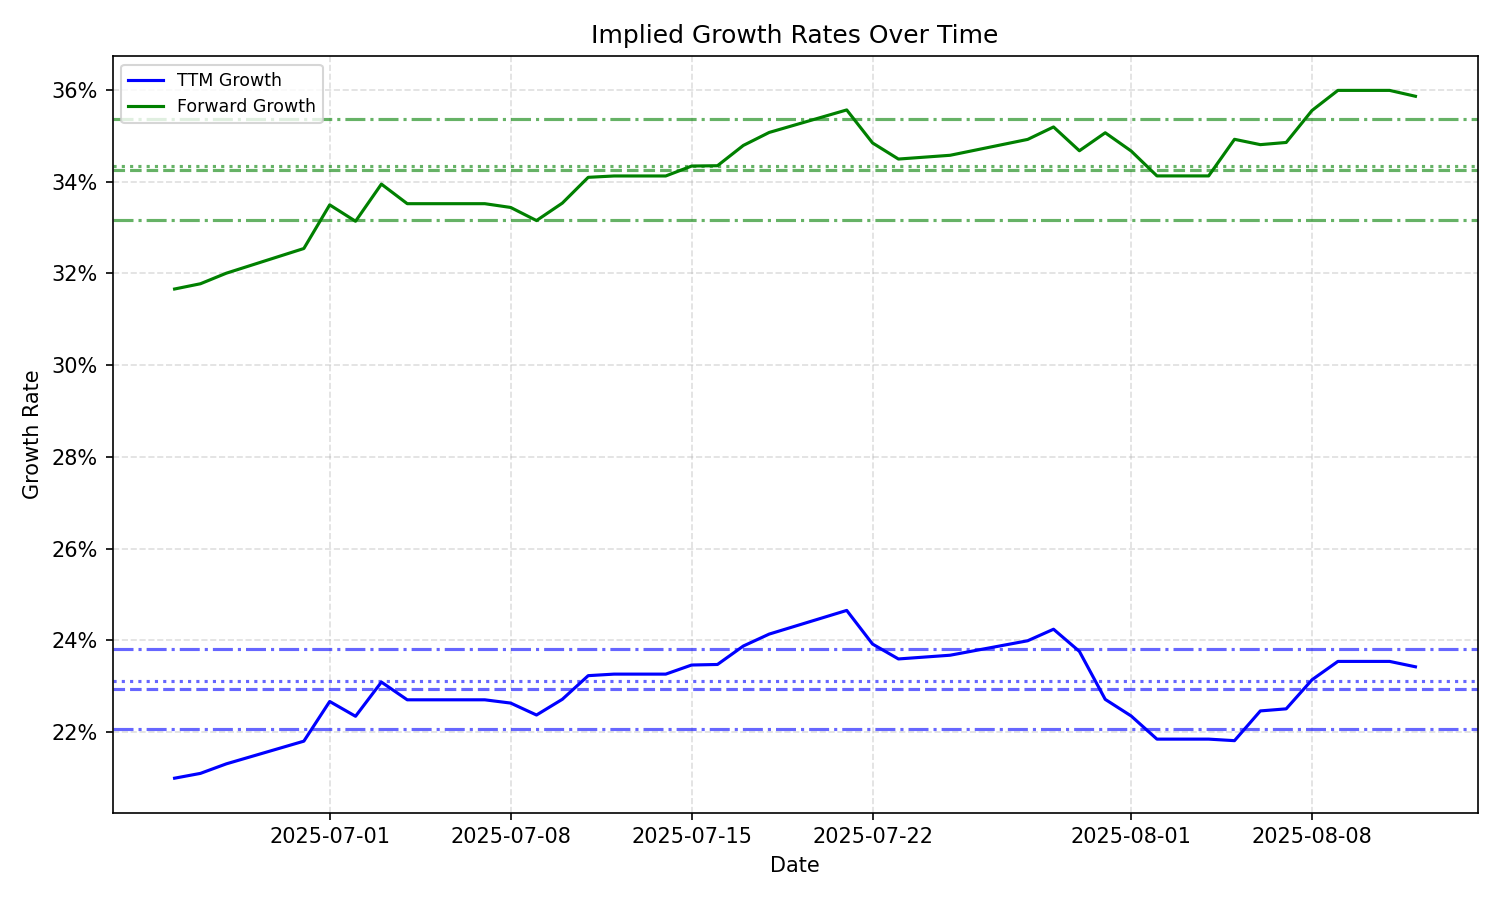 Implied Growth Rates Over Time
TTM Growth
Forward Growth
36%
34%
32%
30%
28%
26%
24%
22%
Growth Rate
2025-07-01 2025-07-08 2025-07-15 2025-07-22 2025-08-01 2025-08-08
Date